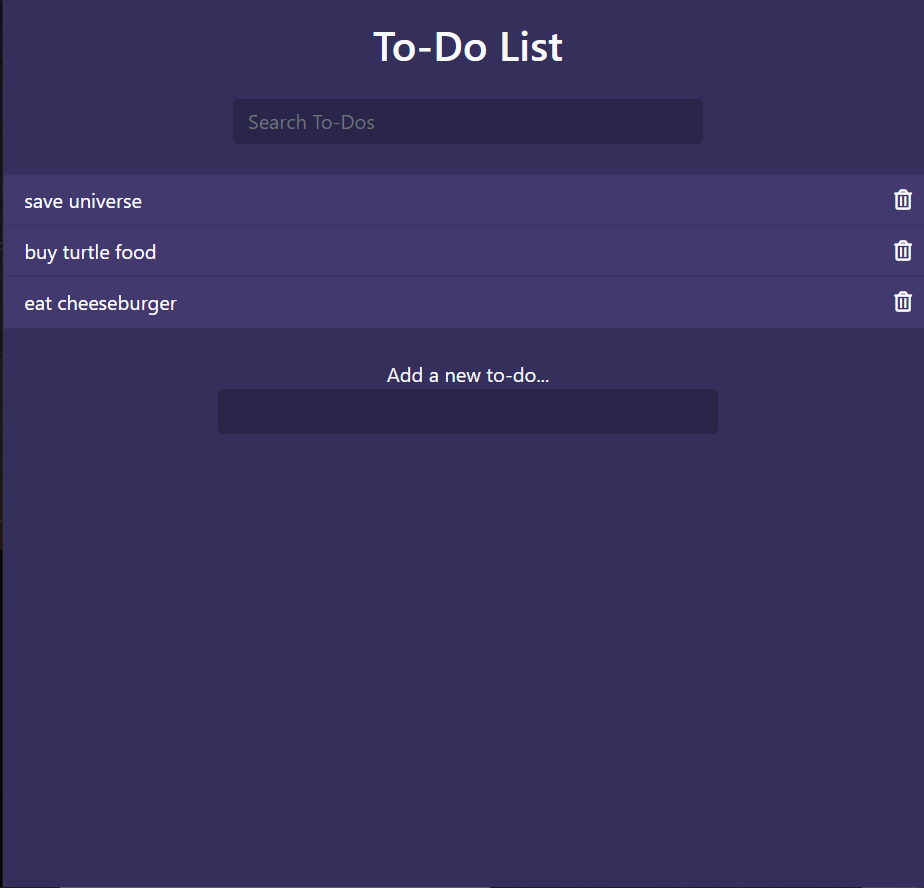 To-Do List
Search To-Dos
save universe
buy turtle food
eat cheeseburger
Add a new to-do...